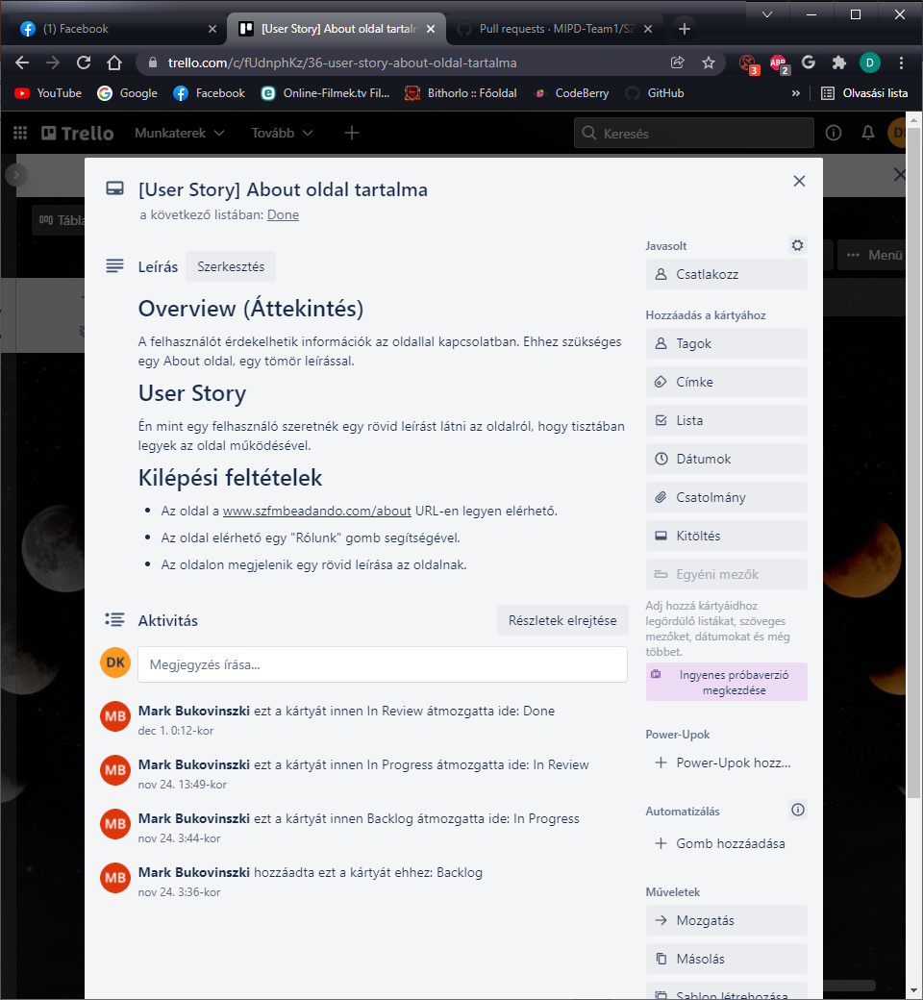 (1) Facebook
[User Story] About oldal tartaln
Pull requests · MIPD-Team1/SZ
trello.com/c/fUdnphKz/36-user-story-about-oldal-tartalma
3
ABP
2
G
D
YouTube
Google
Facebook
Online-Filmek.tv Fil...
Bithorlo :: Főoldal
CodeBerry
GitHub
»
Olvasási lista
Trello
Munkaterek
Tovább
Keresés
Tábla
Menü
[User Story] About oldal tartalma
a következő listában: Done
Leírás
Szerkesztés
Overview (Áttekintés)
A felhasználót érdekelhetik információk az oldallal kapcsolatban. Ehhez szükséges
egy About oldal, egy tömör leírással.
User Story
Én mint egy felhasználó szeretnék egy rövid leírást látni az oldalról, hogy tisztában
legyek az oldal működésével.
Kilépési feltételek
• Az oldal a www.szfmbeadando.com/about URL-en legyen elérhető.
• Az oldal elérhető egy "Rólunk" gomb segítségével.
• Az oldalon megjelenik egy rövid leírása az oldalnak.
Aktivitás
Részletek elrejtése
DK
Megjegyzés írása...
MB
Mark Bukovinszki ezt a kártyát innen In Review átmozgatta ide: Done
dec 1. 0:12-kor
MB
Mark Bukovinszki ezt a kártyát innen In Progress átmozgatta ide: In Review
nov 24. 13:49-kor
MB
Mark Bukovinszki ezt a kártyát innen Backlog átmozgatta ide: In Progress
nov 24. 3:44-kor
MB
Mark Bukovinszki hozzáadta ezt a kártyát ehhez: Backlog
nov 24. 3:36-kor
Javasolt
Csatlakozz
Hozzáadás a kártyához
Tagok
Címke
Lista
Dátumok
Csatolmány
Kitöltés
Egyéni mezők
Adj hozzá kártyáidhoz
legördülő listákat, szöveges
mezőket, dátumokat és még
többet.
Ingyenes próbaverzió
megkezdése
Power-Upok
Power-Upok hozz...
Automatizálás
Gomb hozzáadása
Műveletek
Mozgatás
Másolás
Sablon létrehozása